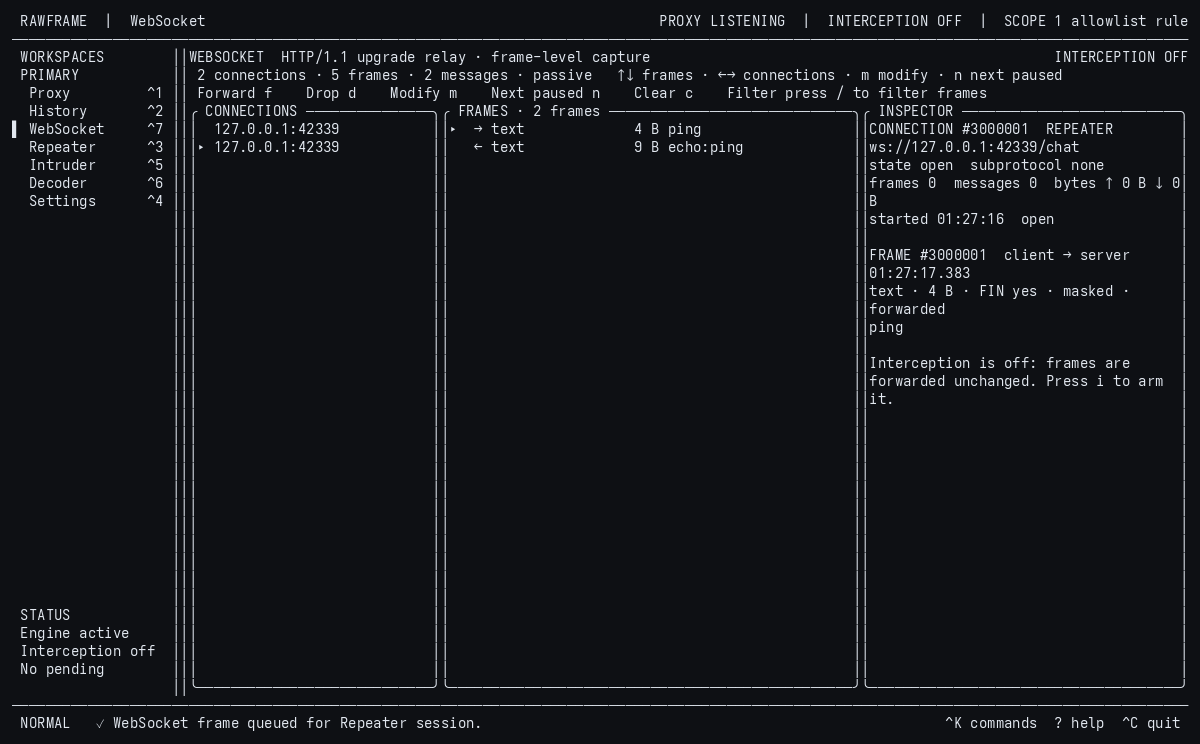 RAWFRAME | WebSocket PROXY LISTENING | INTERCEPTION OFF | SCOPE 1 allowlist rule
WORKSPACES
PRIMARY
Proxy ^1
History ^2
WebSocket ^7
Repeater ^3
Intruder ^5
Decoder ^6
Settings ^4
STATUS
Engine active
Interception off
No pending
WEBSOCKET HTTP/1.1 upgrade relay · frame-level capture INTERCEPTION OFF
2 connections · 5 frames · 2 messages · passive ↑↓ frames · ←→ connections · m modify · n next paused
Forward f Drop d Modify m Next paused n Clear c Filter press / to filter frames
CONNECTIONS
127.0.0.1:42339
▸ 127.0.0.1:42339
FRAMES · 2 frames
▸ → text 4 B ping
← text 9 B echo:ping
INSPECTOR
CONNECTION #3000001 REPEATER
ws://127.0.0.1:42339/chat
state open subprotocol none
frames 0 messages 0 bytes ↑ 0 B ↓ 0
B
started 01:27:16 open
FRAME #3000001 client → server
01:27:17.383
text · 4 B · FIN yes · masked ·
forwarded
ping
Interception is off: frames are
forwarded unchanged. Press i to arm
it.
NORMAL ✓ WebSocket frame queued for Repeater session. ^K commands ? help ^C quit